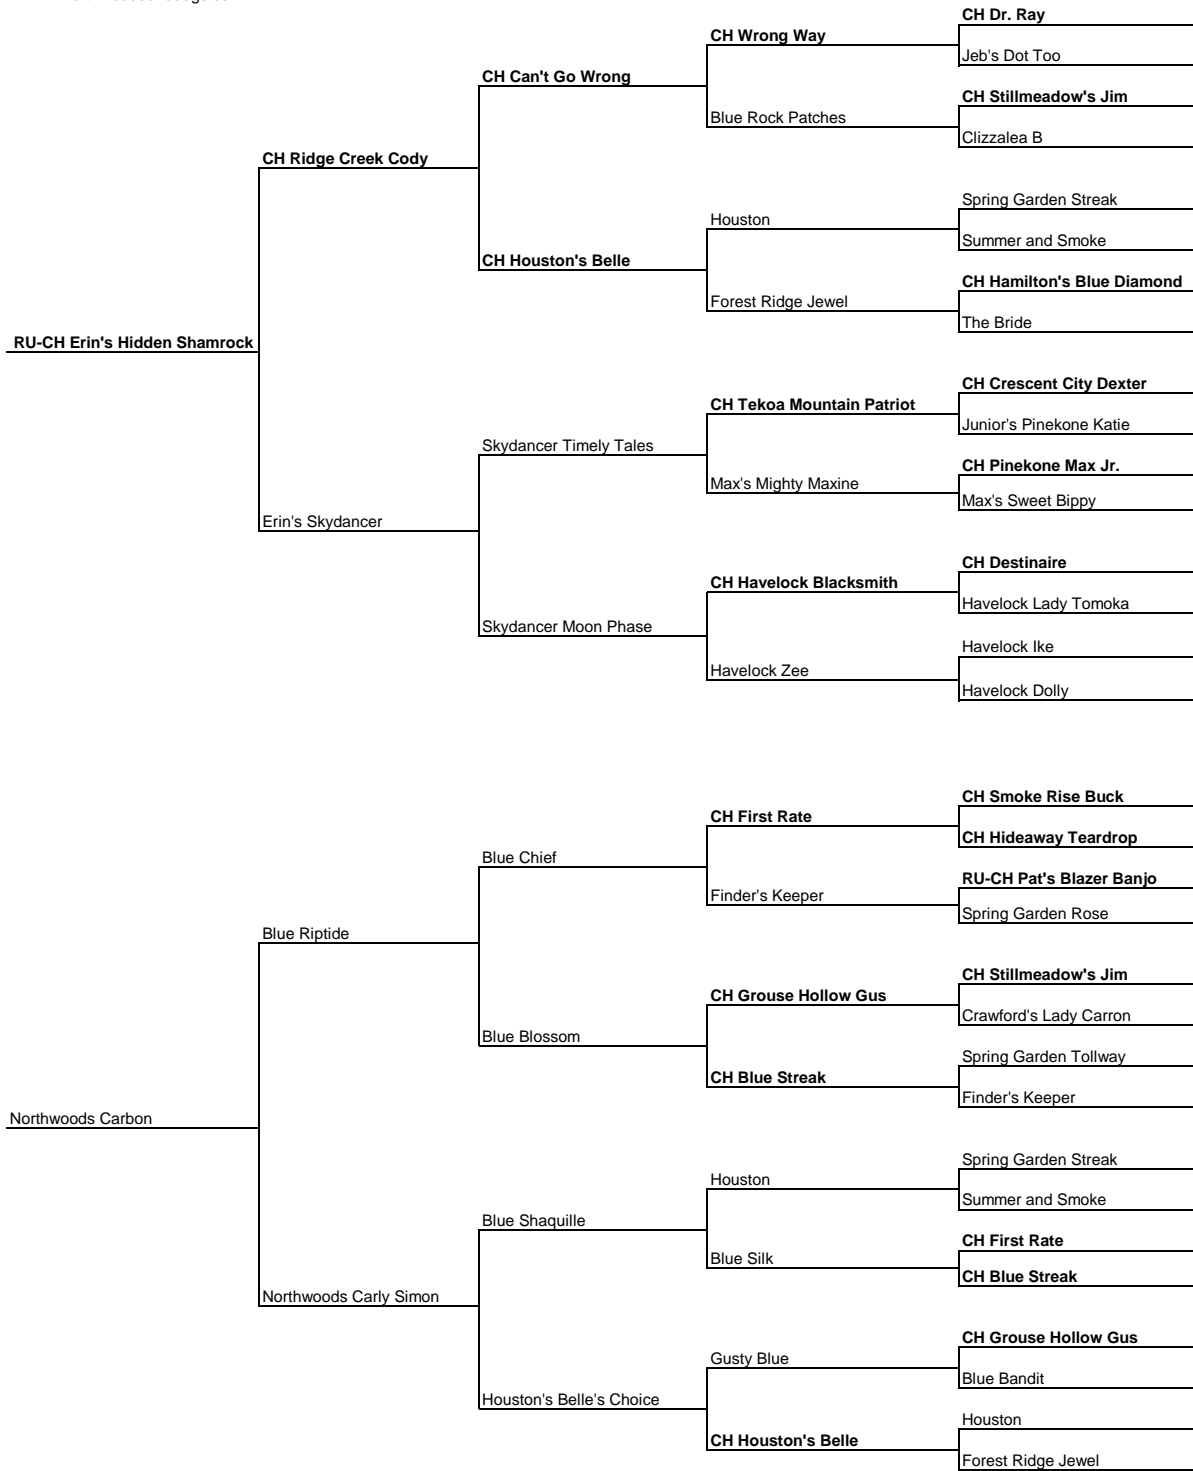 CH Dr. Ray
CH Wrong Way
Jeb's Dot Too
CH Can't Go Wrong
CH Stillmeadow's Jim
Blue Rock Patches
Clizzalea B
CH Ridge Creek Cody
Spring Garden Streak
Houston
Summer and Smoke
CH Houston's Belle
CH Hamilton's Blue Diamond
Forest Ridge Jewel
The Bride
RU-CH Erin's Hidden Shamrock
CH Crescent City Dexter
CH Tekoa Mountain Patriot
Junior's Pinekone Katie
Skydancer Timely Tales
CH Pinekone Max Jr.
Max's Mighty Maxine
Max's Sweet Bippy
Erin's Skydancer
CH Destinaire
CH Havelock Blacksmith
Havelock Lady Tomoka
Skydancer Moon Phase
Havelock Ike
Havelock Zee
Havelock Dolly
CH Smoke Rise Buck
CH First Rate
CH Hideaway Teardrop
Blue Chief
RU-CH Pat's Blazer Banjo
Finder's Keeper
Spring Garden Rose
Blue Riptide
CH Stillmeadow's Jim
CH Grouse Hollow Gus
Crawford's Lady Carron
Blue Blossom
Spring Garden Tollway
CH Blue Streak
Finder's Keeper
Northwoods Carbon
Spring Garden Streak
Houston
Summer and Smoke
Blue Shaquille
CH First Rate
Blue Silk
CH Blue Streak
Northwoods Carly Simon
CH Grouse Hollow Gus
Gusty Blue
Blue Bandit
Houston's Belle's Choice
Houston
CH Houston's Belle
Forest Ridge Jewel